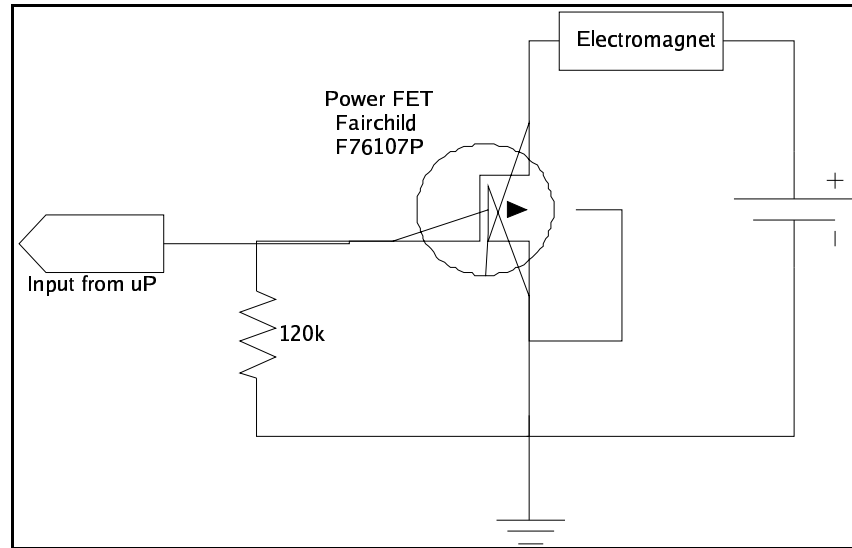 Electromagnet
Power FET
Fairchild
F76107P
+
-
Input from uP
120k